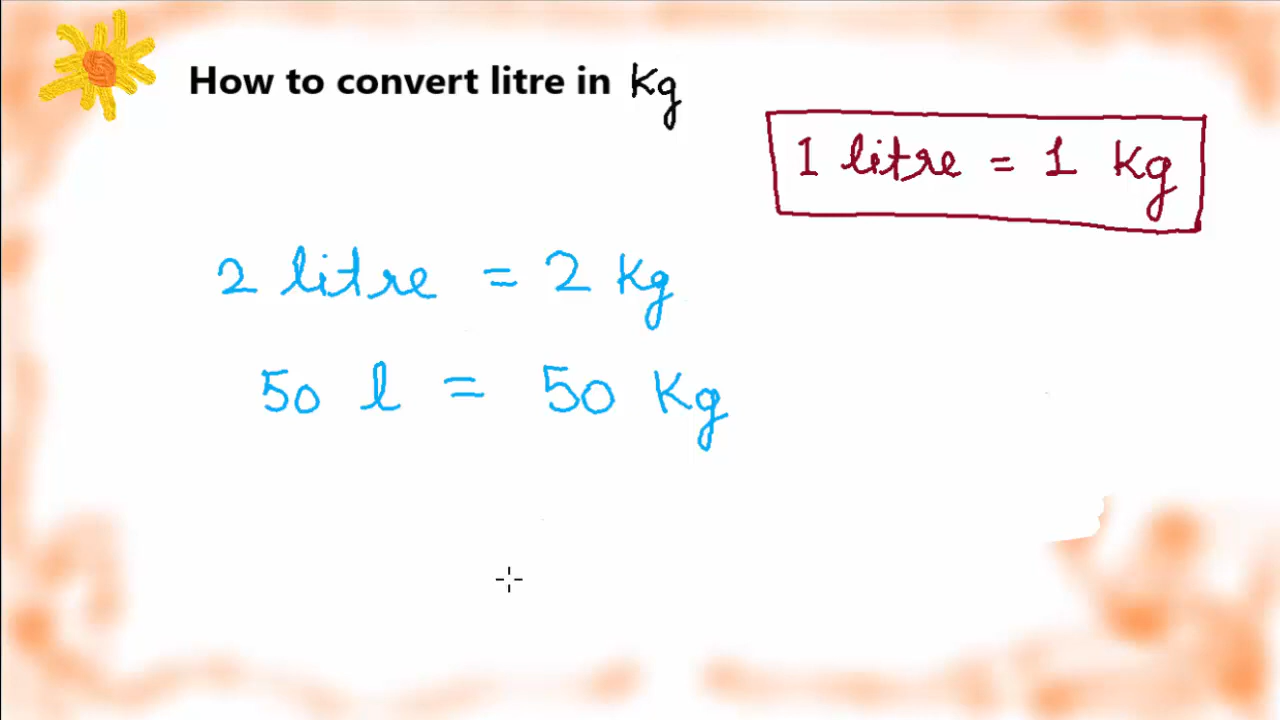 How to convert litre in Kg
1 litre = 1 Kg
2 litre = 2 Kg
50 l = 50 Kg